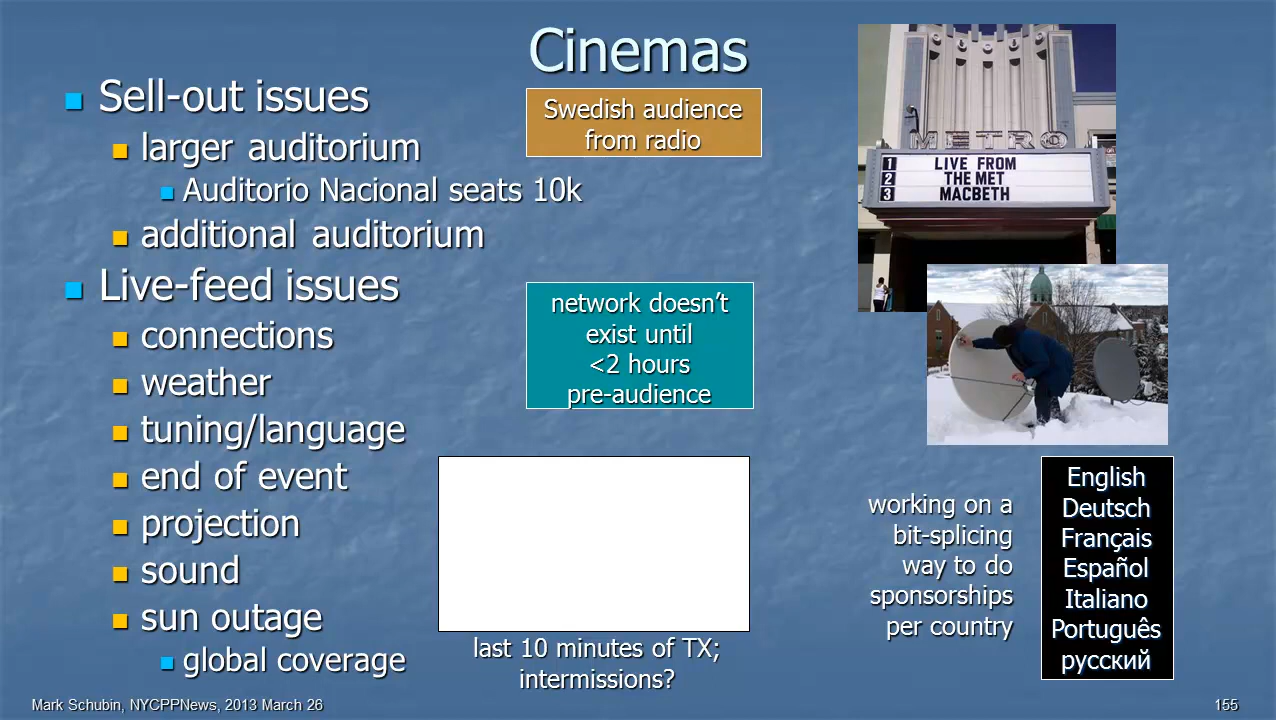 Cinemas
Sell-out issues
larger auditorium
Auditorio Nacional seats 10k
additional auditorium
Live-feed issues
connections
weather
tuning/language
end of event
projection
sound
sun outage
global coverage
Swedish audience
from radio
network doesn’t
exist until
<2 hours
pre-audience
last 10 minutes of TX;
intermissions?
METRO
1 LIVE FROM
2 THE MET
3 MACBETH
working on a
bit-splicing
way to do
sponsorships
per country
English
Deutsch
Français
Español
Italiano
Português
русский
Mark Schubin, NYCPPNews, 2013 March 26
155